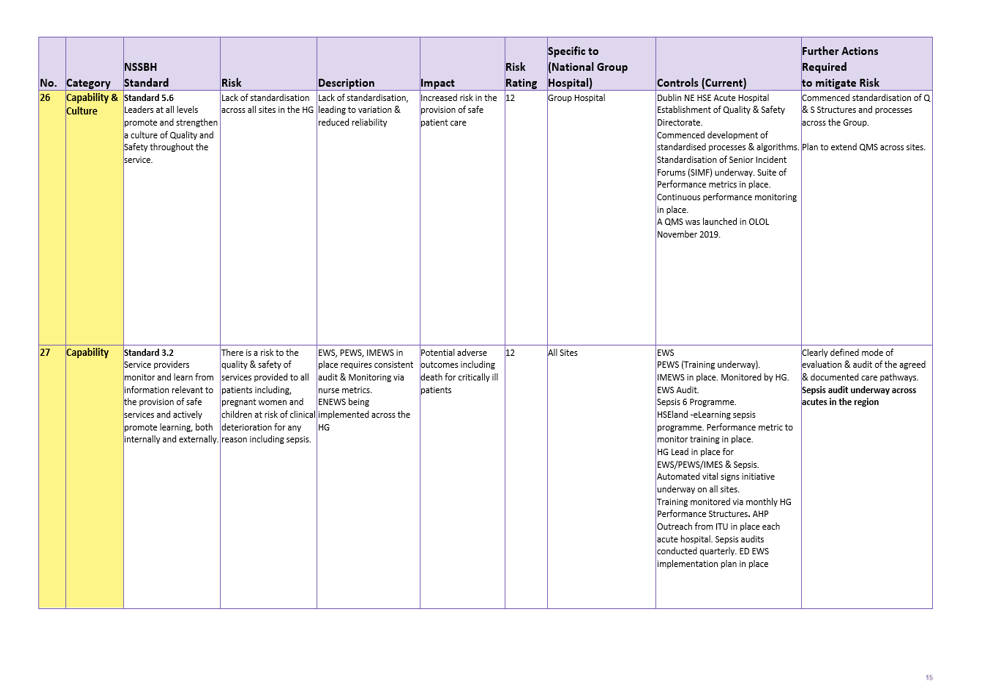 No.
Category
NSSBH
Standard
Risk
Description
Impact
Risk
Rating
Specific to
(National Group
Hospital)
Controls (Current)
Further Actions
Required
to mitigate Risk
26
Capability &
Culture
Standard 5.6
Leaders at all levels
promote and strengthen
a culture of Quality and
Safety throughout the
service.
Lack of standardisation
across all sites in the HG
Lack of standardisation,
leading to variation &
reduced reliability
Increased risk in the
provision of safe
patient care
12
Group Hospital
Dublin NE HSE Acute Hospital
Establishment of Quality & Safety
Directorate.
Commenced development of
standardised processes & algorithms.
Standardisation of Senior Incident
Forums (SIMF) underway. Suite of
Performance metrics in place.
Continuous performance monitoring
in place.
A QMS was launched in OLOL
November 2019.
Commenced standardisation of Q
& S Structures and processes
across the Group.
Plan to extend QMS across sites.
27
Capability
Standard 3.2
Service providers
monitor and learn from
information relevant to
the provision of safe
services and actively
promote learning, both
internally and externally.
There is a risk to the
quality & safety of
services provided to all
patients including,
pregnant women and
children at risk of clinical
deterioration for any
reason including sepsis.
EWS, PEWS, IMEWS in
place requires consistent
audit & Monitoring via
nurse metrics.
ENEWS being
implemented across the
HG
Potential adverse
outcomes including
death for critically ill
patients
12
All Sites
EWS
PEWS (Training underway).
IMEWS in place. Monitored by HG.
EWS Audit.
Sepsis 6 Programme.
HSEland -eLearning sepsis
programme. Performance metric to
monitor training in place.
HG Lead in place for
EWS/PEWS/IMES & Sepsis.
Automated vital signs initiative
underway on all sites.
Training monitored via monthly HG
Performance Structures. AHP
Outreach from ITU in place each
acute hospital. Sepsis audits
conducted quarterly. ED EWS
implementation plan in place
Clearly defined mode of
evaluation & audit of the agreed
& documented care pathways.
Sepsis audit underway across
acutes in the region
15